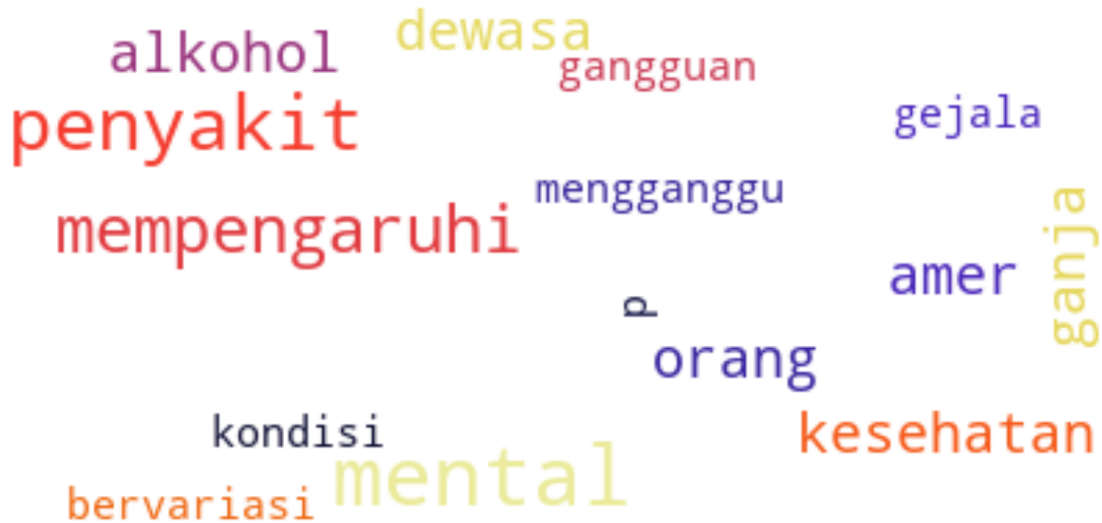 dewasa
alkohol
gangguan
penyakit
gejala
mengganggu
mempengaruhi
ganja
amer
p
orang
kondisi
kesehatan
mental
bervariasi